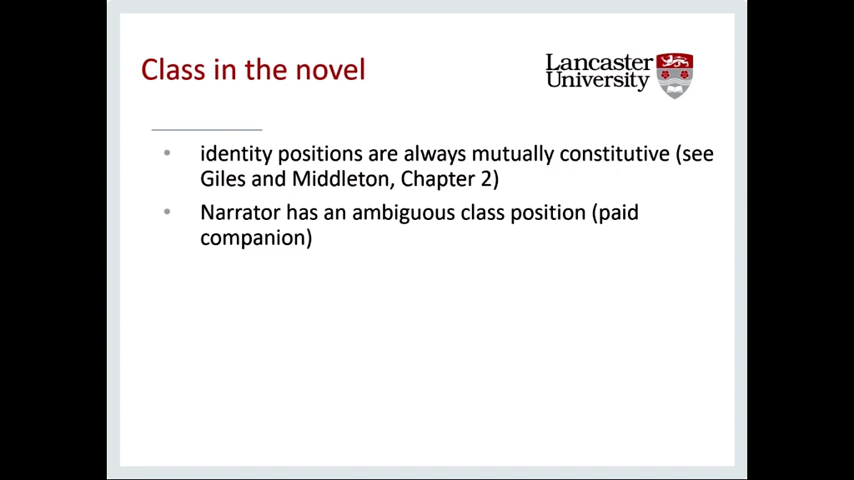 Class in the novel
Lancaster
University
• identity positions are always mutually constitutive (see
Giles and Middleton, Chapter 2)
• Narrator has an ambiguous class position (paid
companion)